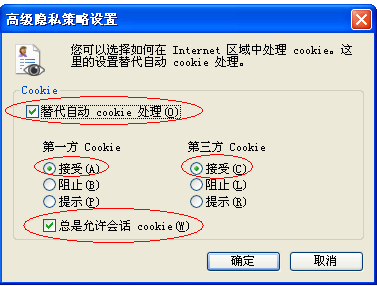 高级隐私策略设置
您可以选择如何在 Internet 区域中处理 cookie。这
里的设置替代自动 cookie 处理。
Cookie
替代自动 cookie 处理(O)
第一方 Cookie 第三方 Cookie
接受(A) 接受(C)
阻止(B) 阻止(L)
提示(P) 提示(R)
总是允许会话 cookie(W)
确定 取消